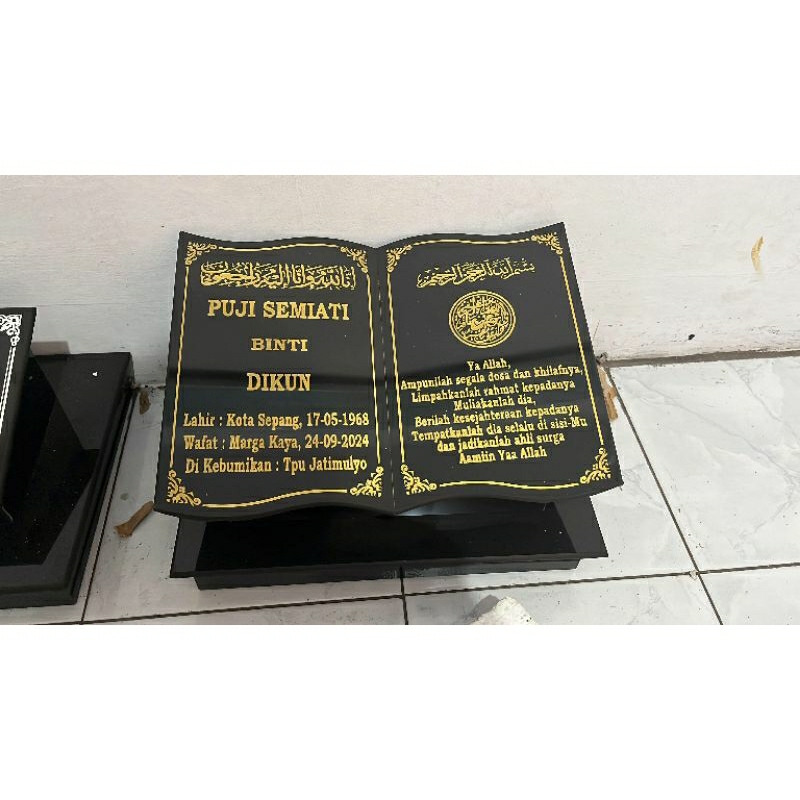 إنا لله وإنا إليه راجعون
PUJI SEMIATI
BINTI
DIKUN
Lahir : Kota Sepang, 17-05-1968
Wafat : Marga Kaya, 24-09-2024
Di Kebumikan : Tpu Jatimulyo
بسم الله الرحمن الرحيم
Ya Allah,
Ampunilah segala dosa dan khilafnya,
Limpahkanlah rahmat kepadanya
Muliakanlah dia,
Berilah kesejahteraan kepadanya
Tempatkanlah dia selalu di sisi-Mu
dan jadikanlah ahli surga
Aamiin Yaa Allah